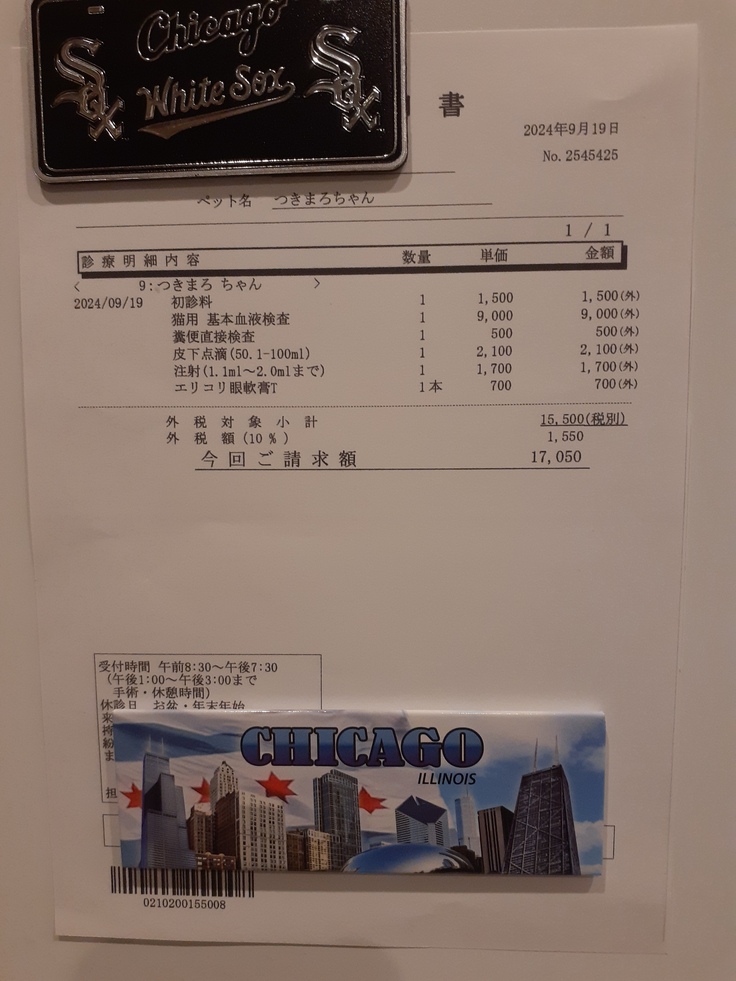 Chicago
White Sox
Sox
Sox
書
2024年9月19日
No. 2545425
ペット名 つきまろちゃん
1 / 1
診療明細内容 数量 単価 金額
< 9:つきまろ ちゃん >
2024/09/19 初診料 1 1,500 1,500(外)
猫用 基本血液検査 1 9,000 9,000(外)
糞便直接検査 1 500 500(外)
皮下点滴(50.1-100ml) 1 2,100 2,100(外)
注射(1.1ml～2.0mlまで) 1 1,700 1,700(外)
エリコリ眼軟膏T 1本 700 700(外)
外税対象小計 15,500(税別)
外税額(10%) 1,550
今回ご請求額 17,050
受付時間 午前8:30～午後7:30
(午後1:00～午後3:00まで
手術・休憩時間)
休診日 お盆・年末年始
来
待
紛
ま
担
CHICAGO
ILLINOIS
0210200155008